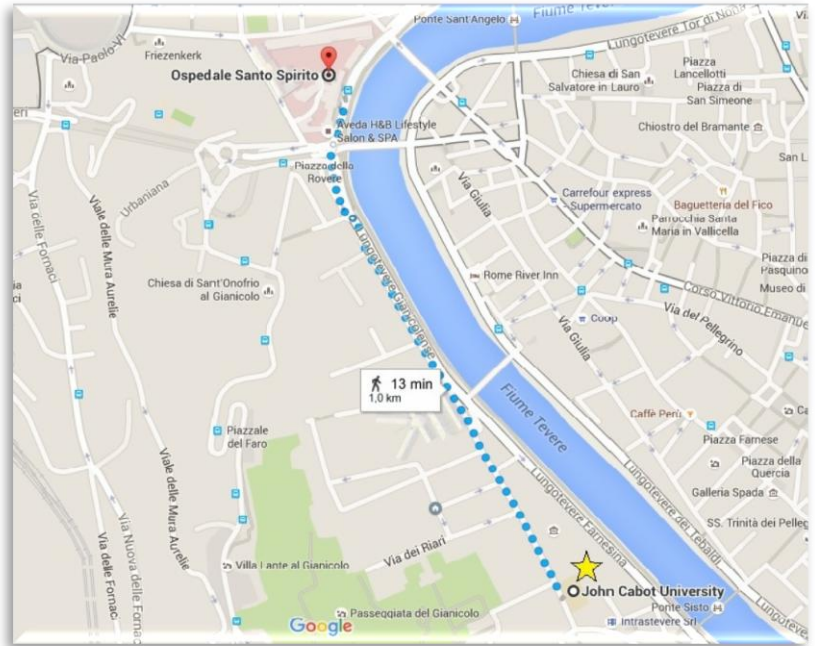 Ponte Sant'Angelo
Fiume Tevere
Lungotevere Tor di Nona
Via-Paolo-VI
Friezenkerk
Ospedale Santo Spirito
Chiesa di San
Salvatore in Lauro
Piazza
Lancellotti
Piazza di
San Simeone
Aveda H&B Lifestyle
Salon & SPA
Chiostro del Bramante
San L
Piazza della
Rovere
Urbaniana
Via Giulia
Carrefour express
- Supermercato
Baguetteria del Fico
Parrocchia Santa
Maria in Vallicella
Via delle Fornaci
Viale delle Mura Aurelie
Lungotevere Gianicolense
Chiesa di Sant'Onofrio
al Gianicolo
Rome River Inn
Piazza di
Pasquino
Museo di
Corso Vittorio Emanue
Coop
Via Giulia
Via del Pellegrino
13 min
1,0 km
Fiume Tevere
Caffè Perù
Piazzale
del Faro
Piazza Farnese
Piazza della
Quercia
Galleria Spada
Viale delle Mura Aurelie
Via Nuova delle Fornaci
Via delle Fornaci
Lungotevere Farnesina
Lungotevere dei Tebaldi
SS. Trinità dei Pelleg
Via dei Riari
Villa Lante al Gianicolo
John Cabot University
Ponte Sisto
Passeggiata del Gianicolo
Intrastevere Srl
Lungoteve
Google